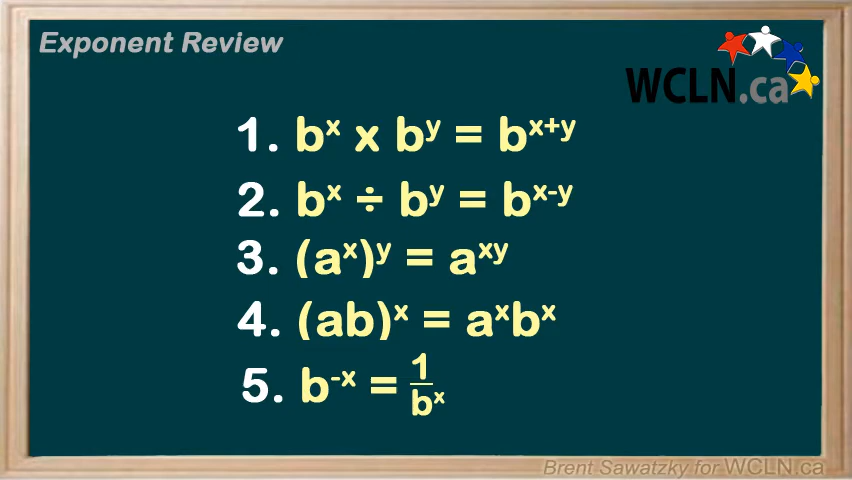 Exponent Review
WCLN.ca
1. bˣ x bʸ = bˣ⁺ʸ
2. bˣ ÷ bʸ = bˣ⁻ʸ
3. (aˣ)ʸ = aˣʸ
4. (ab)ˣ = aˣbˣ
5. b⁻ˣ = 1/bˣ
Brent Sawatzky for WCLN.ca